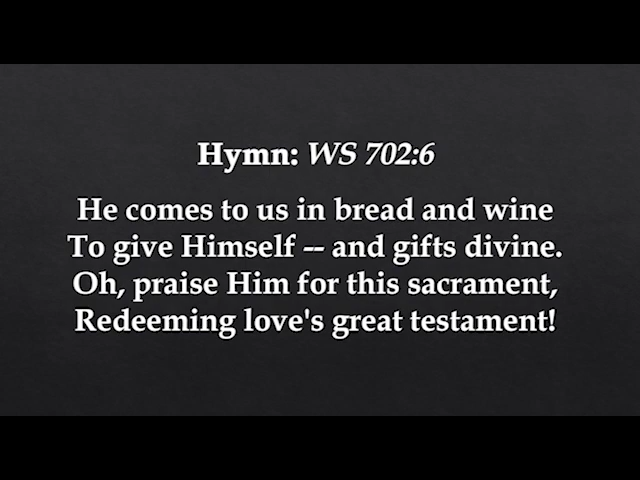 Hymn: WS 702:6
He comes to us in bread and wine
To give Himself -- and gifts divine.
Oh, praise Him for this sacrament,
Redeeming love's great testament!